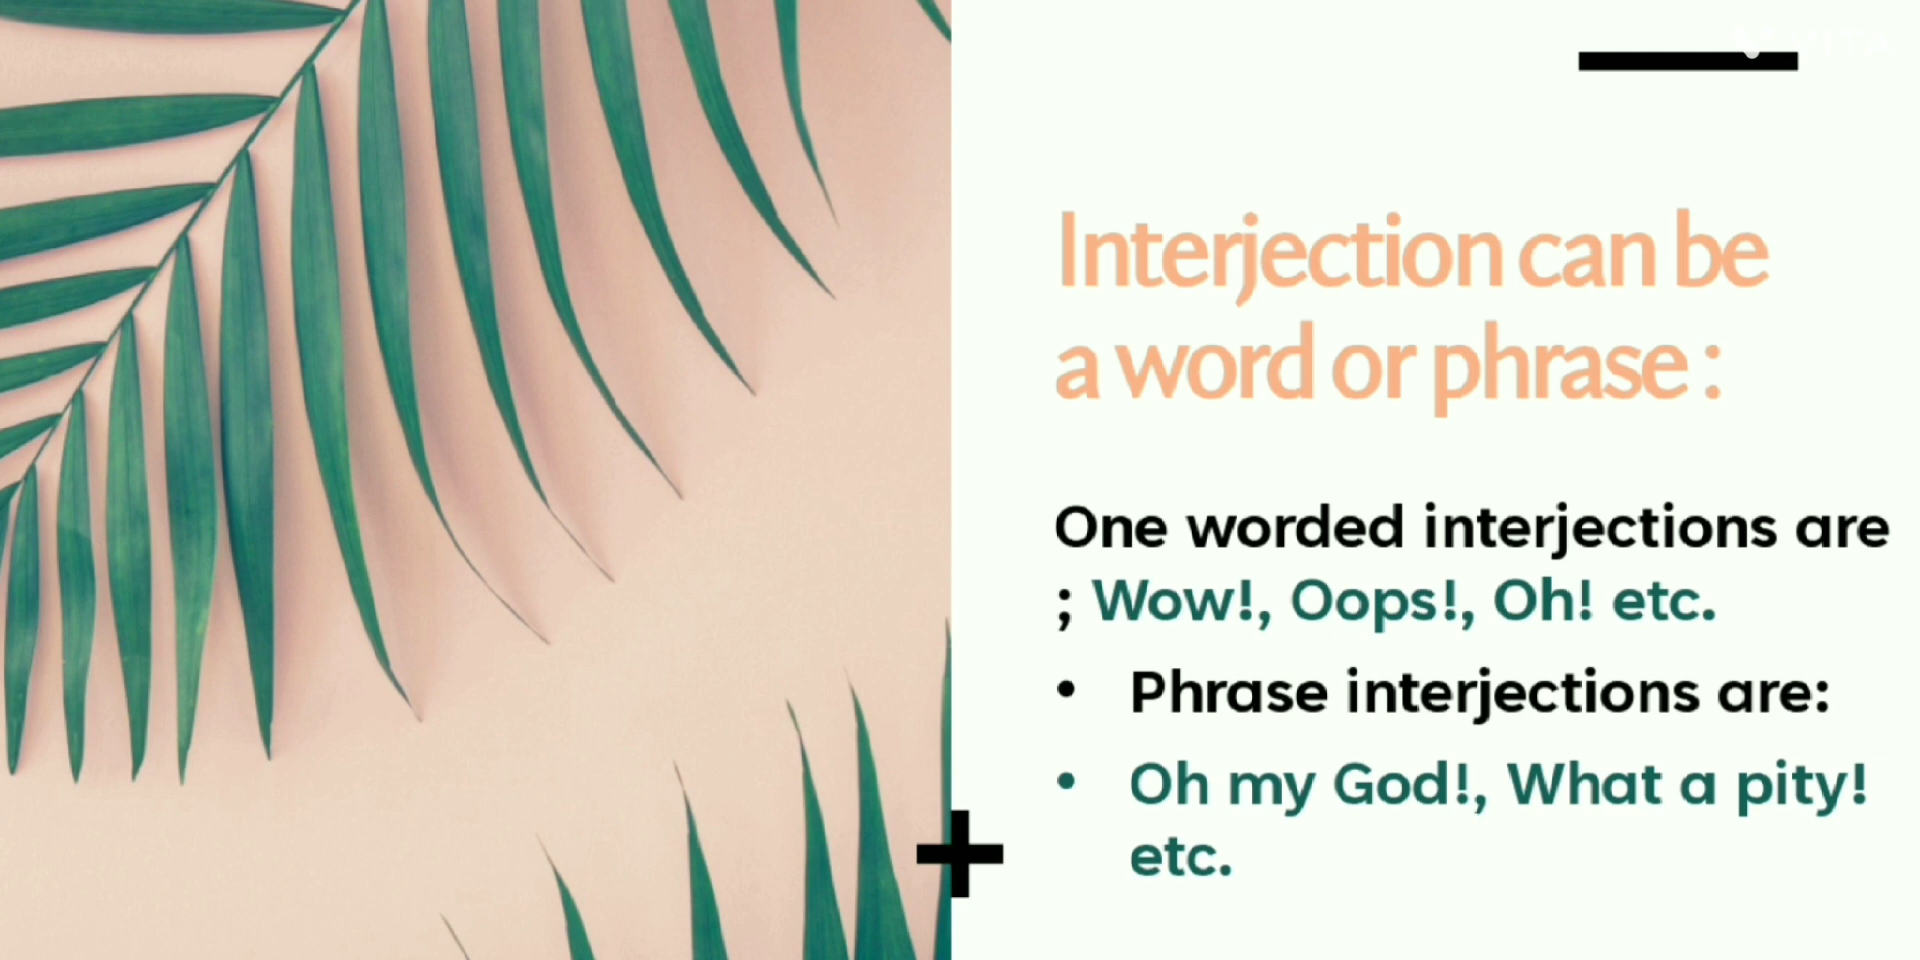 Interjection can be
a word or phrase :
One worded interjections are
; Wow!, Oops!, Oh! etc.
• Phrase interjections are:
• Oh my God!, What a pity!
etc.